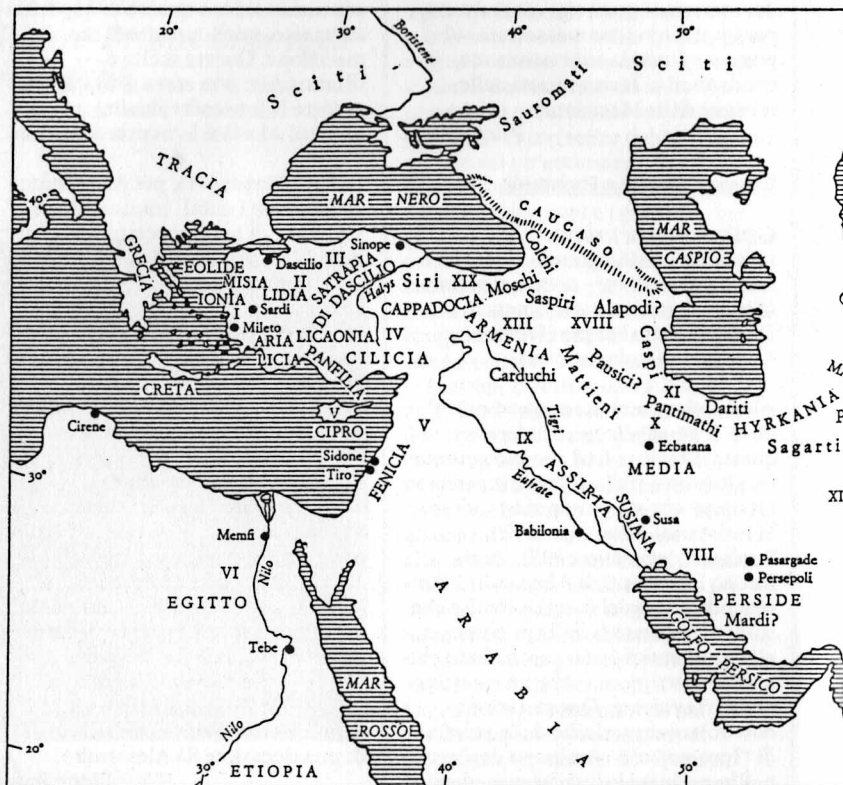 20°
30°
40°
50°
Boristene
Sciti
Sciti
Sauromati
TRACIA
40°
MAR NERO
CAUCASO
MAR CASPIO
GRECIA
EOLIDE
Dascilio
III
Sinope
MISIA
II
SATRAPIA DI DASCILIO
Halys
Siri
XIX
Moschi
Colchi
IONIA
LIDIA
Sardi
CAPPADOCIA
Saspiri
Alapodi?
I
Mileto
ARIA
LICAONIA
IV
ARMENIA
XIII
XVIII
Caspi
LICIA
PANFILIA
CILICIA
Carduchi
Mattieni
Pausici?
XI
CRETA
Pantimathi
Dariti
HYRKANIA
Cirene
CIPRO
V
Tigri
X
Ecbatana
Sagarti
30°
Sidone
Tiro
FENICIA
IX
ASSIRIA
MEDIA
XI
Eufrate
Menfi
Babilonia
SUSIANA
Susa
VI
Nilo
VIII
Pasargade
Persepoli
EGITTO
PERSIDE
Mardi?
Tebe
ARABIA
GOLFO PERSICO
MAR ROSSO
Nilo
20°
ETIOPIA
30°
40°
50°